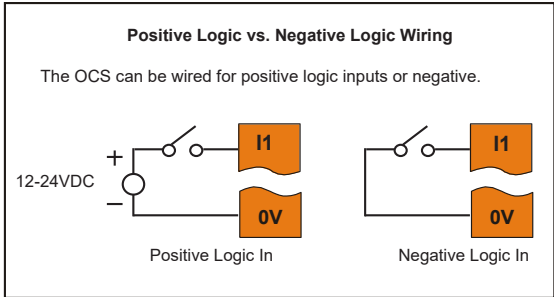 Positive Logic vs. Negative Logic Wiring
The OCS can be wired for positive logic inputs or negative.
I1
I1
+
12-24VDC
–
0V
0V
Positive Logic In
Negative Logic In